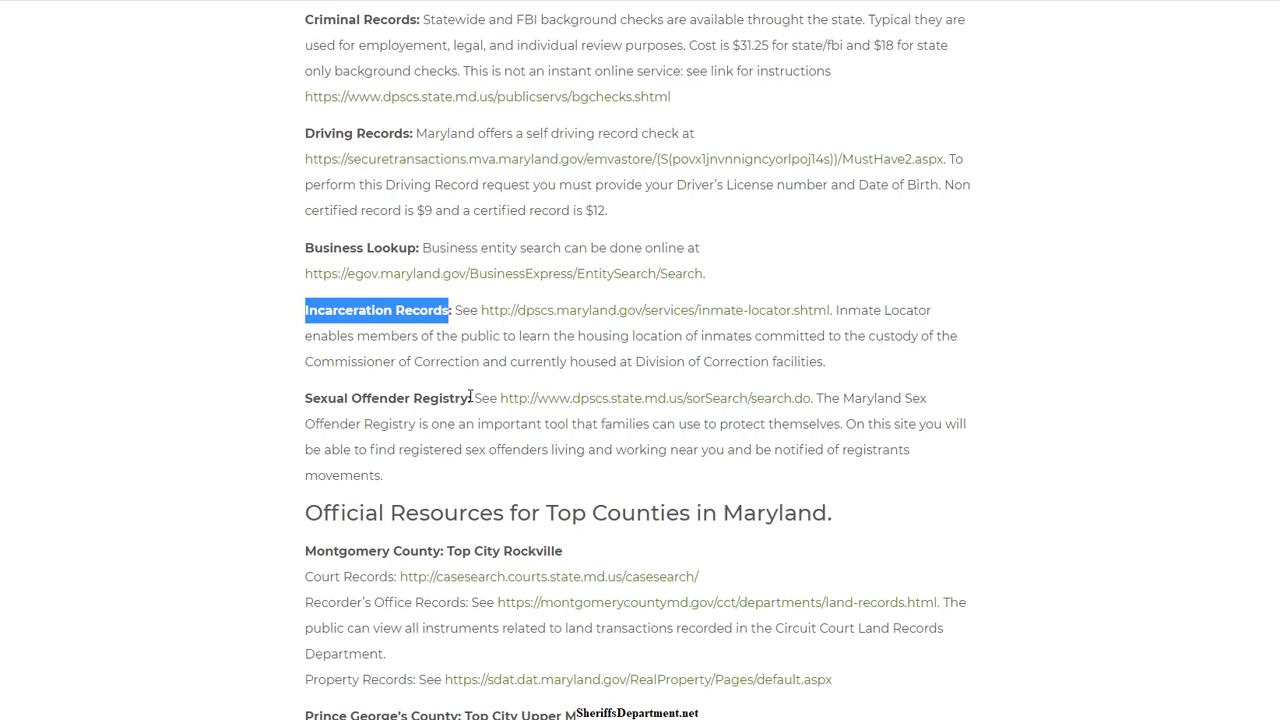 Criminal Records: Statewide and FBI background checks are available throught the state. Typical they are
used for employement, legal, and individual review purposes. Cost is $31.25 for state/fbi and $18 for state
only background checks. This is not an instant online service: see link for instructions
https://www.dpscs.state.md.us/publicservs/bgchecks.shtml
Driving Records: Maryland offers a self driving record check at
https://securetransactions.mva.maryland.gov/emvastore/(S(povx1jnvnnigncyorlpoj14s))/MustHave2.aspx. To
perform this Driving Record request you must provide your Driver's License number and Date of Birth. Non
certified record is $9 and a certified record is $12.
Business Lookup: Business entity search can be done online at
https://egov.maryland.gov/BusinessExpress/EntitySearch/Search.
Incarceration Records: See http://dpscs.maryland.gov/services/inmate-locator.shtml. Inmate Locator
enables members of the public to learn the housing location of inmates committed to the custody of the
Commissioner of Correction and currently housed at Division of Correction facilities.
Sexual Offender Registry: See http://www.dpscs.state.md.us/sorSearch/search.do. The Maryland Sex
Offender Registry is one an important tool that families can use to protect themselves. On this site you will
be able to find registered sex offenders living and working near you and be notified of registrants
movements.
Official Resources for Top Counties in Maryland.
Montgomery County: Top City Rockville
Court Records: http://casesearch.courts.state.md.us/casesearch/
Recorder's Office Records: See https://montgomerycountymd.gov/cct/departments/land-records.html. The
public can view all instruments related to land transactions recorded in the Circuit Court Land Records
Department.
Property Records: See https://sdat.dat.maryland.gov/RealProperty/Pages/default.aspx
Prince George's County: Top City Upper M
SheriffsDepartment.net